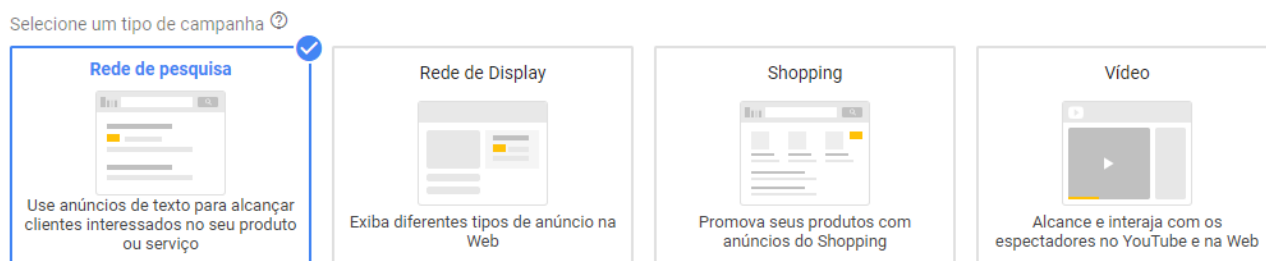 Selecione um tipo de campanha ?
Rede de pesquisa
Use anúncios de texto para alcançar
clientes interessados no seu produto
ou serviço
Rede de Display
Exiba diferentes tipos de anúncio na
Web
Shopping
Promova seus produtos com
anúncios do Shopping
Vídeo
Alcance e interaja com os
espectadores no YouTube e na Web